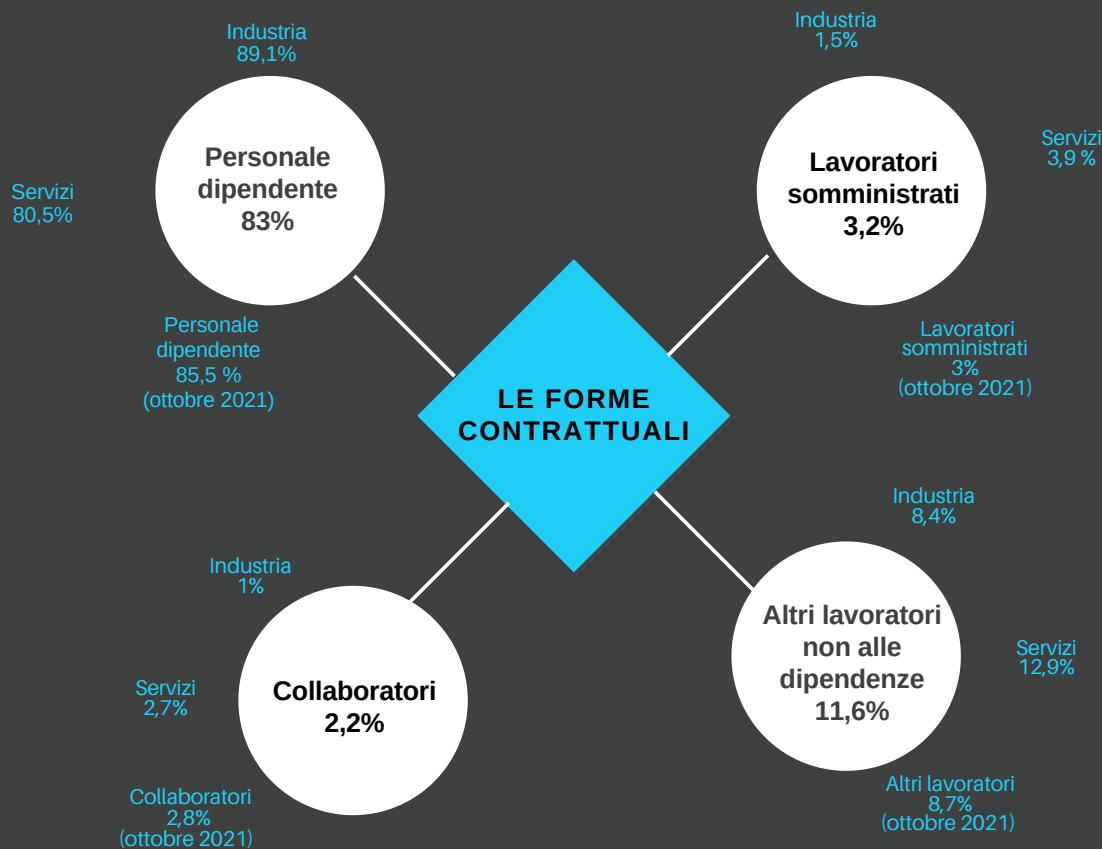 Industria
89,1%
Personale
dipendente
83%
Servizi
80,5%
Personale
dipendente
85,5 %
(ottobre 2021)
Industria
1,5%
Lavoratori
somministrati
3,2%
Servizi
3,9 %
Lavoratori
somministrati
3%
(ottobre 2021)
LE FORME
CONTRATTUALI
Industria
1%
Collaboratori
2,2%
Servizi
2,7%
Collaboratori
2,8%
(ottobre 2021)
Industria
8,4%
Altri lavoratori
non alle
dipendenze
11,6%
Servizi
12,9%
Altri lavoratori
8,7%
(ottobre 2021)